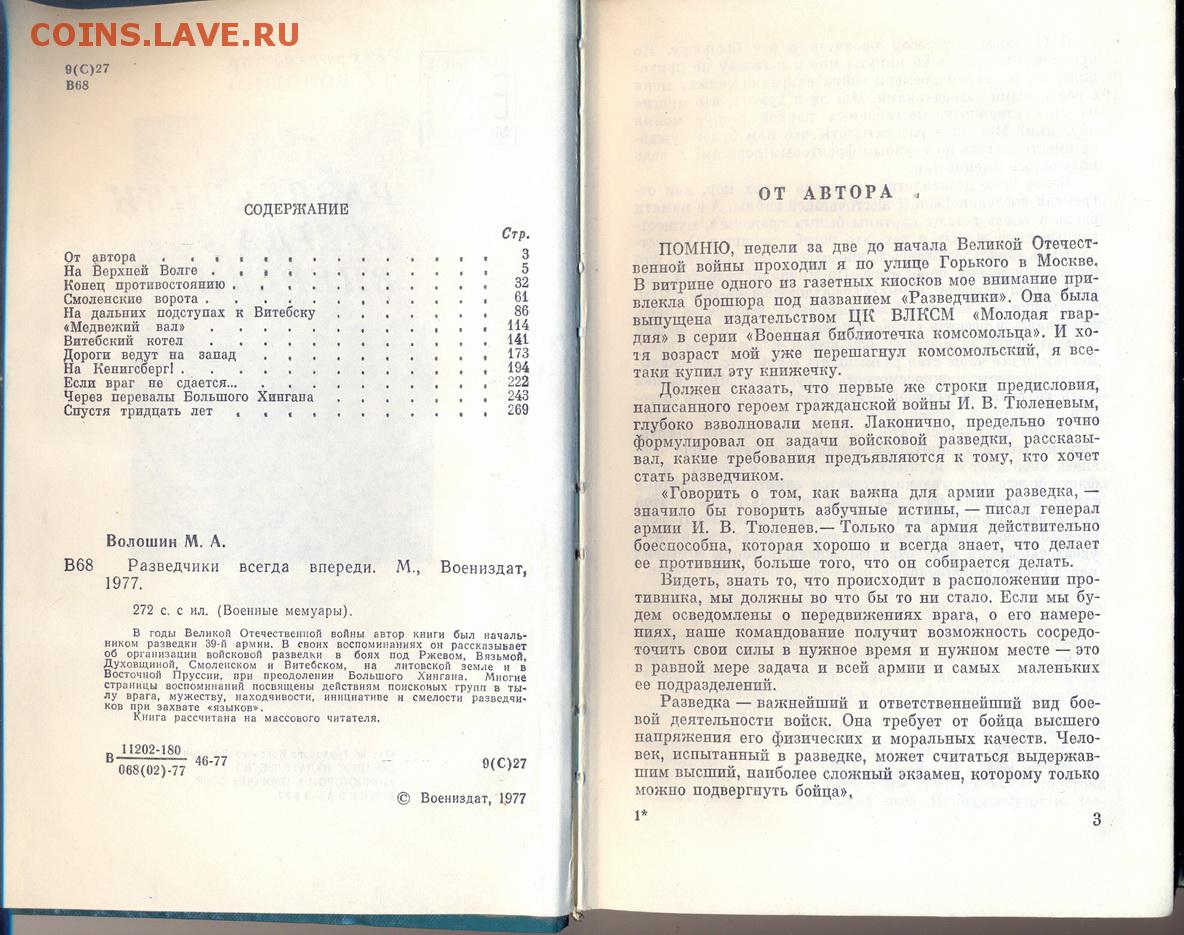 COINS.LAVE.RU
9(С)27
В68
СОДЕРЖАНИЕ
Стр.
От автора . . . . . . . . . . . . . 3
На Верхней Волге . . . . . . . . . . . 5
Конец противостоянию . . . . . . . . . . 32
Смоленские ворота . . . . . . . . . . . 61
На дальних подступах к Витебску . . . . . . . 86
«Медвежий вал» . . . . . . . . . . . 114
Витебский котел . . . . . . . . . . . 141
Дороги ведут на запад . . . . . . . . . 173
На Кенигсберг! . . . . . . . . . . . . 194
Если враг не сдается... . . . . . . . . . . 222
Через перевалы Большого Хингана . . . . . . . 243
Спустя тридцать лет . . . . . . . . . . 269
Волошин М. А.
В68 Разведчики всегда впереди. М., Воениздат,
1977.
272 с. с ил. (Военные мемуары).
В годы Великой Отечественной войны автор книги был началь-
ником разведки 39-й армии. В своих воспоминаниях он рассказывает
об организации войсковой разведки в боях под Ржевом, Вязьмой,
Духовщиной, Смоленском и Витебском, на литовской земле и в
Восточной Пруссии, при преодолении Большого Хингана. Многие
страницы воспоминаний посвящены действиям поисковых групп в ты-
лу врага, мужеству, находчивости, инициативе и смелости разведчи-
ков при захвате «языков».
Книга рассчитана на массового читателя.
В 11202-180
068(02)-77 46-77
9(С)27
© Воениздат, 1977
ОТ АВТОРА
ПОМНЮ, недели за две до начала Великой Отечест-
венной войны проходил я по улице Горького в Москве.
В витрине одного из газетных киосков мое внимание при-
влекла брошюра под названием «Разведчики». Она была
выпущена издательством ЦК ВЛКСМ «Молодая гвар-
дия» в серии «Военная библиотечка комсомольца». И хо-
тя возраст мой уже перешагнул комсомольский, я все-
таки купил эту книжечку.
Должен сказать, что первые же строки предисловия,
написанного героем гражданской войны И. В. Тюленевым,
глубоко взволновали меня. Лаконично, предельно точно
формулировал он задачи войсковой разведки, рассказы-
вал, какие требования предъявляются к тому, кто хочет
стать разведчиком.
«Говорить о том, как важна для армии разведка, —
значило бы говорить азбучные истины, — писал генерал
армии И. В. Тюленев.— Только та армия действительно
боеспособна, которая хорошо и всегда знает, что делает
ее противник, больше того, что он собирается делать.
Видеть, знать то, что происходит в расположении про-
тивника, мы должны во что бы то ни стало. Если мы бу-
дем осведомлены о передвижениях врага, о его намере-
ниях, наше командование получит возможность сосредо-
точить свои силы в нужное время и нужном месте — это
в равной мере задача и всей армии и самых маленьких
ее подразделений.
Разведка — важнейший и ответственнейший вид бое-
вой деятельности войск. Она требует от бойца высшего
напряжения его физических и моральных качеств. Чело-
век, испытанный в разведке, может считаться выдержав-
шим высший, наиболее сложный экзамен, которому только
можно подвергнуть бойца».
1*
3